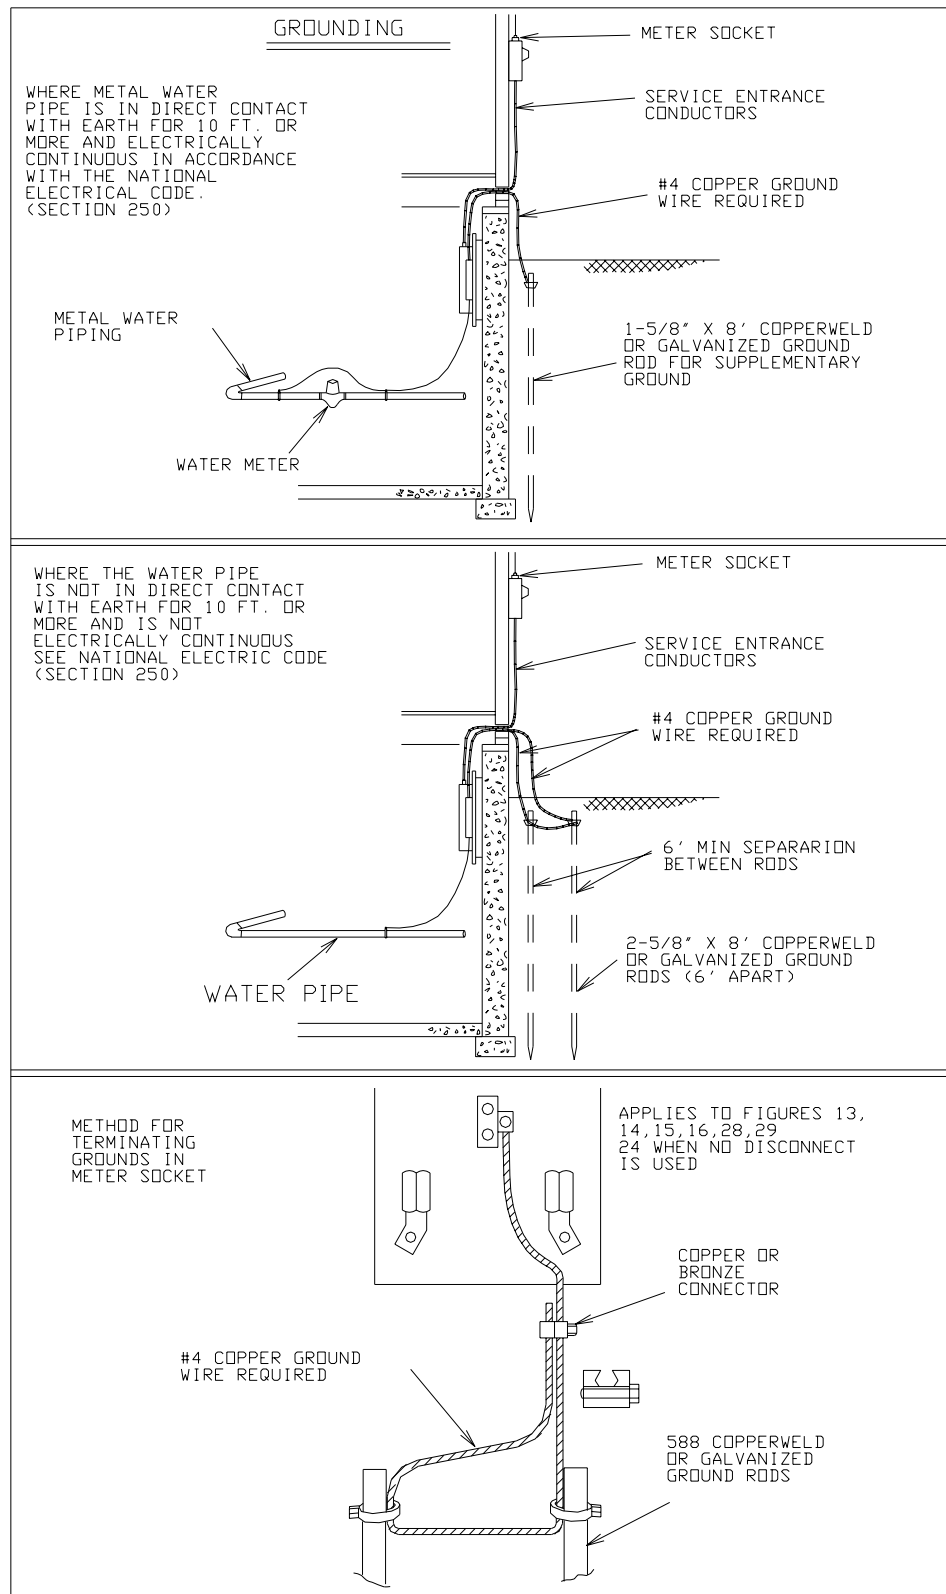 GROUNDING
METER SOCKET
WHERE METAL WATER
PIPE IS IN DIRECT CONTACT
WITH EARTH FOR 10 FT. OR
MORE AND ELECTRICALLY
CONTINUOUS IN ACCORDANCE
WITH THE NATIONAL
ELECTRICAL CODE.
(SECTION 250)
SERVICE ENTRANCE
CONDUCTORS
#4 COPPER GROUND
WIRE REQUIRED
METAL WATER
PIPING
1-5/8" X 8' COPPERWELD
OR GALVANIZED GROUND
ROD FOR SUPPLEMENTARY
GROUND
WATER METER
WHERE THE WATER PIPE
IS NOT IN DIRECT CONTACT
WITH EARTH FOR 10 FT. OR
MORE AND IS NOT
ELECTRICALLY CONTINUOUS
SEE NATIONAL ELECTRIC CODE
(SECTION 250)
METER SOCKET
SERVICE ENTRANCE
CONDUCTORS
#4 COPPER GROUND
WIRE REQUIRED
6' MIN SEPARARION
BETWEEN RODS
2-5/8" X 8' COPPERWELD
OR GALVANIZED GROUND
RODS (6' APART)
WATER PIPE
METHOD FOR
TERMINATING
GROUNDS IN
METER SOCKET
APPLIES TO FIGURES 13,
14,15,16,28,29
24 WHEN NO DISCONNECT
IS USED
COPPER OR
BRONZE
CONNECTOR
#4 COPPER GROUND
WIRE REQUIRED
588 COPPERWELD
OR GALVANIZED
GROUND RODS